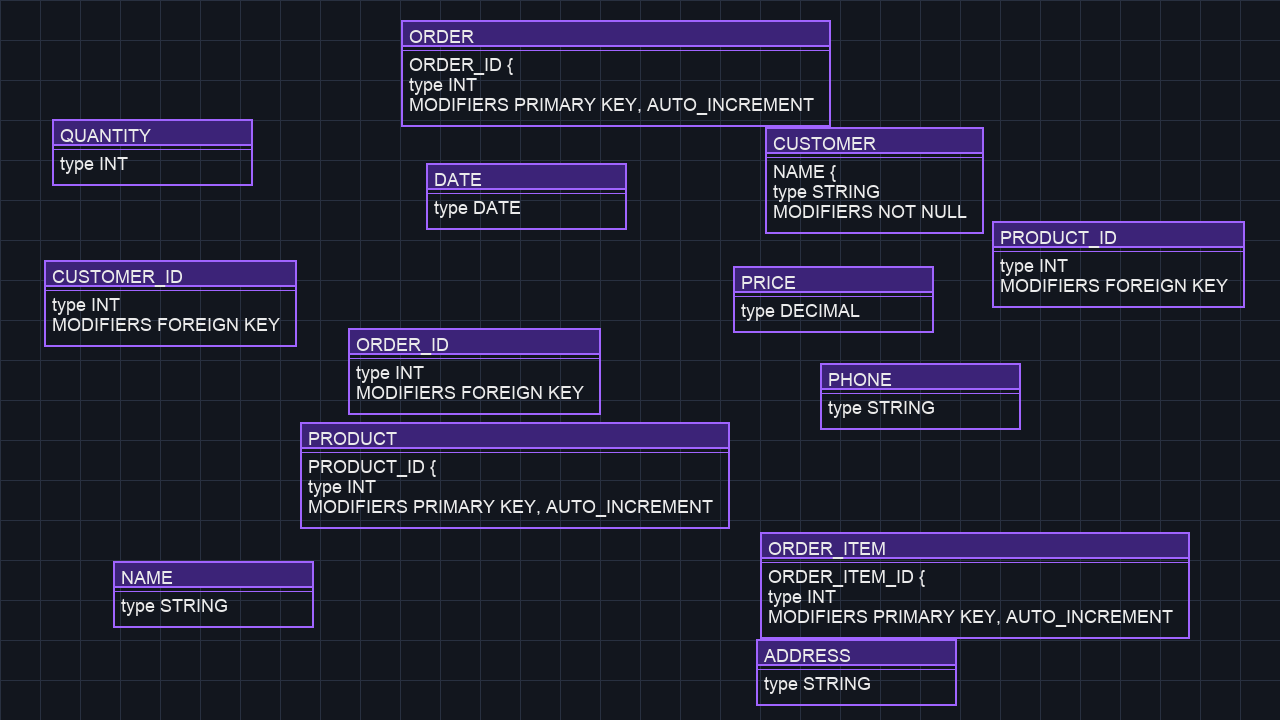 ORDER
ORDER_ID {
type INT
MODIFIERS PRIMARY KEY, AUTO_INCREMENT
QUANTITY
type INT
CUSTOMER
NAME {
type STRING
MODIFIERS NOT NULL
DATE
type DATE
PRODUCT_ID
type INT
MODIFIERS FOREIGN KEY
CUSTOMER_ID
type INT
MODIFIERS FOREIGN KEY
PRICE
type DECIMAL
ORDER_ID
type INT
MODIFIERS FOREIGN KEY
PHONE
type STRING
PRODUCT
PRODUCT_ID {
type INT
MODIFIERS PRIMARY KEY, AUTO_INCREMENT
ORDER_ITEM
ORDER_ITEM_ID {
type INT
MODIFIERS PRIMARY KEY, AUTO_INCREMENT
NAME
type STRING
ADDRESS
type STRING